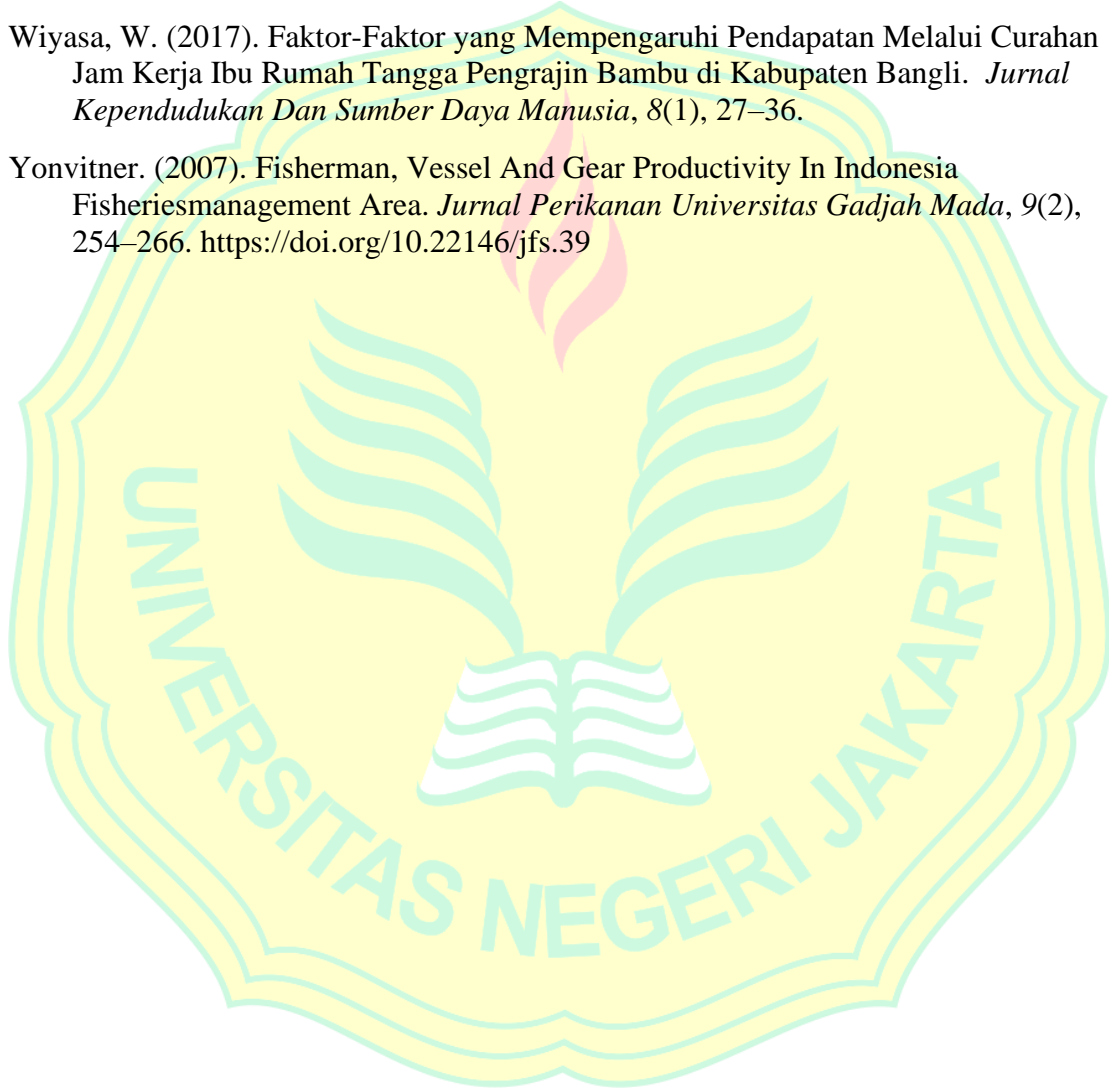 Wiyasa, W. (2017). Faktor-Faktor yang Mempengaruhi Pendapatan Melalui Curahan
Jam Kerja Ibu Rumah Tangga Pengrajin Bambu di Kabupaten Bangli. Jurnal
Kependudukan Dan Sumber Daya Manusia, 8(1), 27–36.
Yonvitner. (2007). Fisherman, Vessel And Gear Productivity In Indonesia
Fisheriesmanagement Area. Jurnal Perikanan Universitas Gadjah Mada, 9(2),
254–266. https://doi.org/10.22146/jfs.39
UNIVERSITAS NEGERI JAKARTA